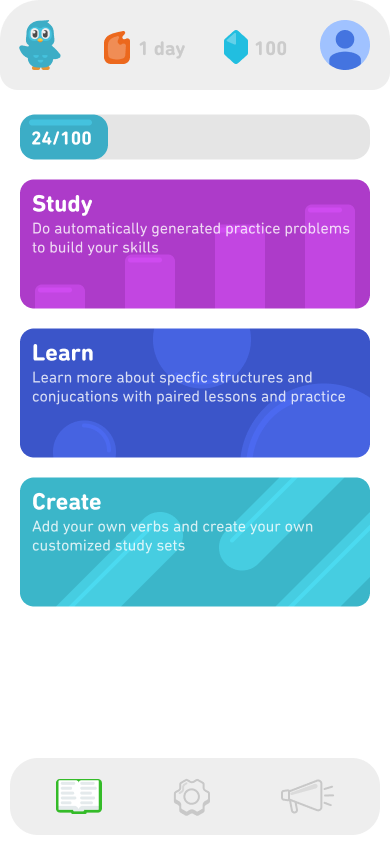 1 day
100
24/100
Study
Do automatically generated practice problems
to build your skills
Learn
Learn more about specfic structures and
conjucations with paired lessons and practice
Create
Add your own verbs and create your own
customized study sets